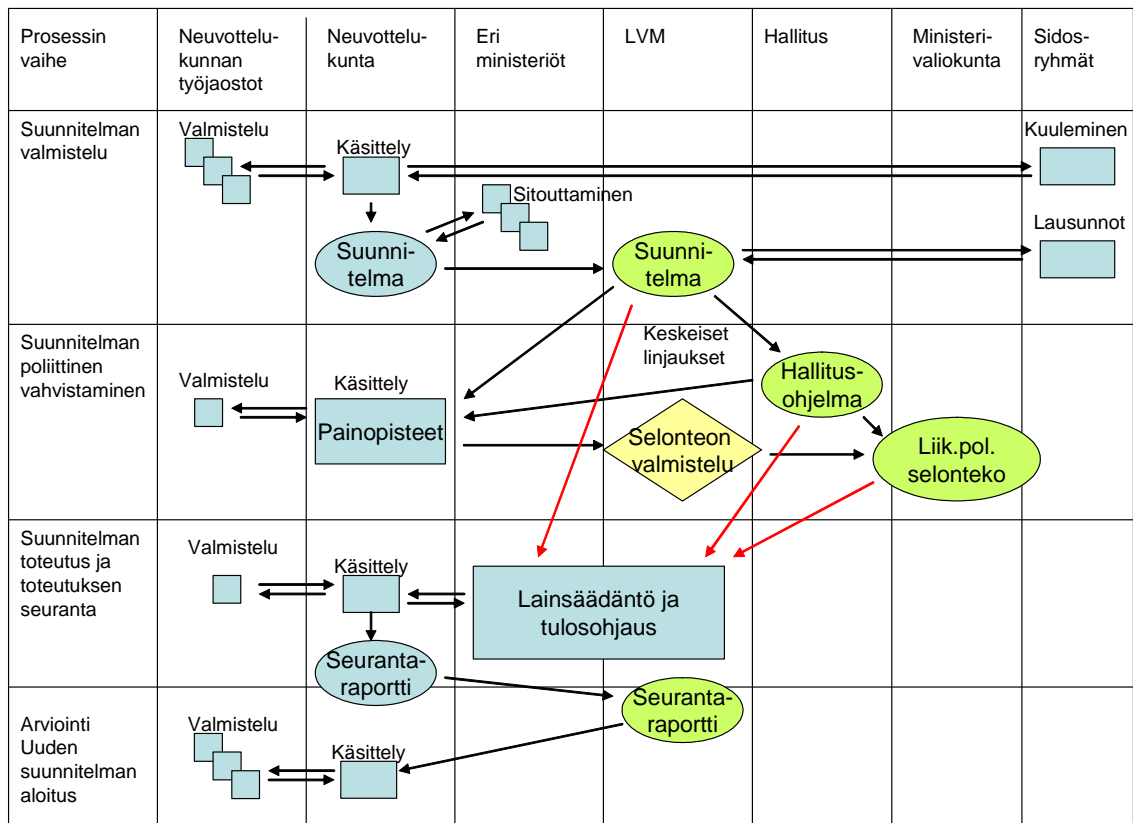 Prosessin
vaihe
Neuvottelu-
kunnan
työjaostot
Neuvottelu-
kunta
Eri
ministeriöt
LVM
Hallitus
Ministeri-
valiokunta
Sidos-
ryhmät
Suunnitelman
valmistelu
Valmistelu
Käsittely
Kuuleminen
Sitouttaminen
Suunni-
telma
Suunni-
telma
Lausunnot
Suunnitelman
poliittinen
vahvistaminen
Valmistelu
Käsittely
Painopisteet
Keskeiset
linjaukset
Hallitus-
ohjelma
Selonteon
valmistelu
Liik.pol.
selonteko
Suunnitelman
toteutus ja
toteutuksen
seuranta
Valmistelu
Käsittely
Lainsäädäntö ja
tulosohjaus
Seuranta-
raportti
Seuranta-
raportti
Arviointi
Uuden
suunnitelman
aloitus
Valmistelu
Käsittely